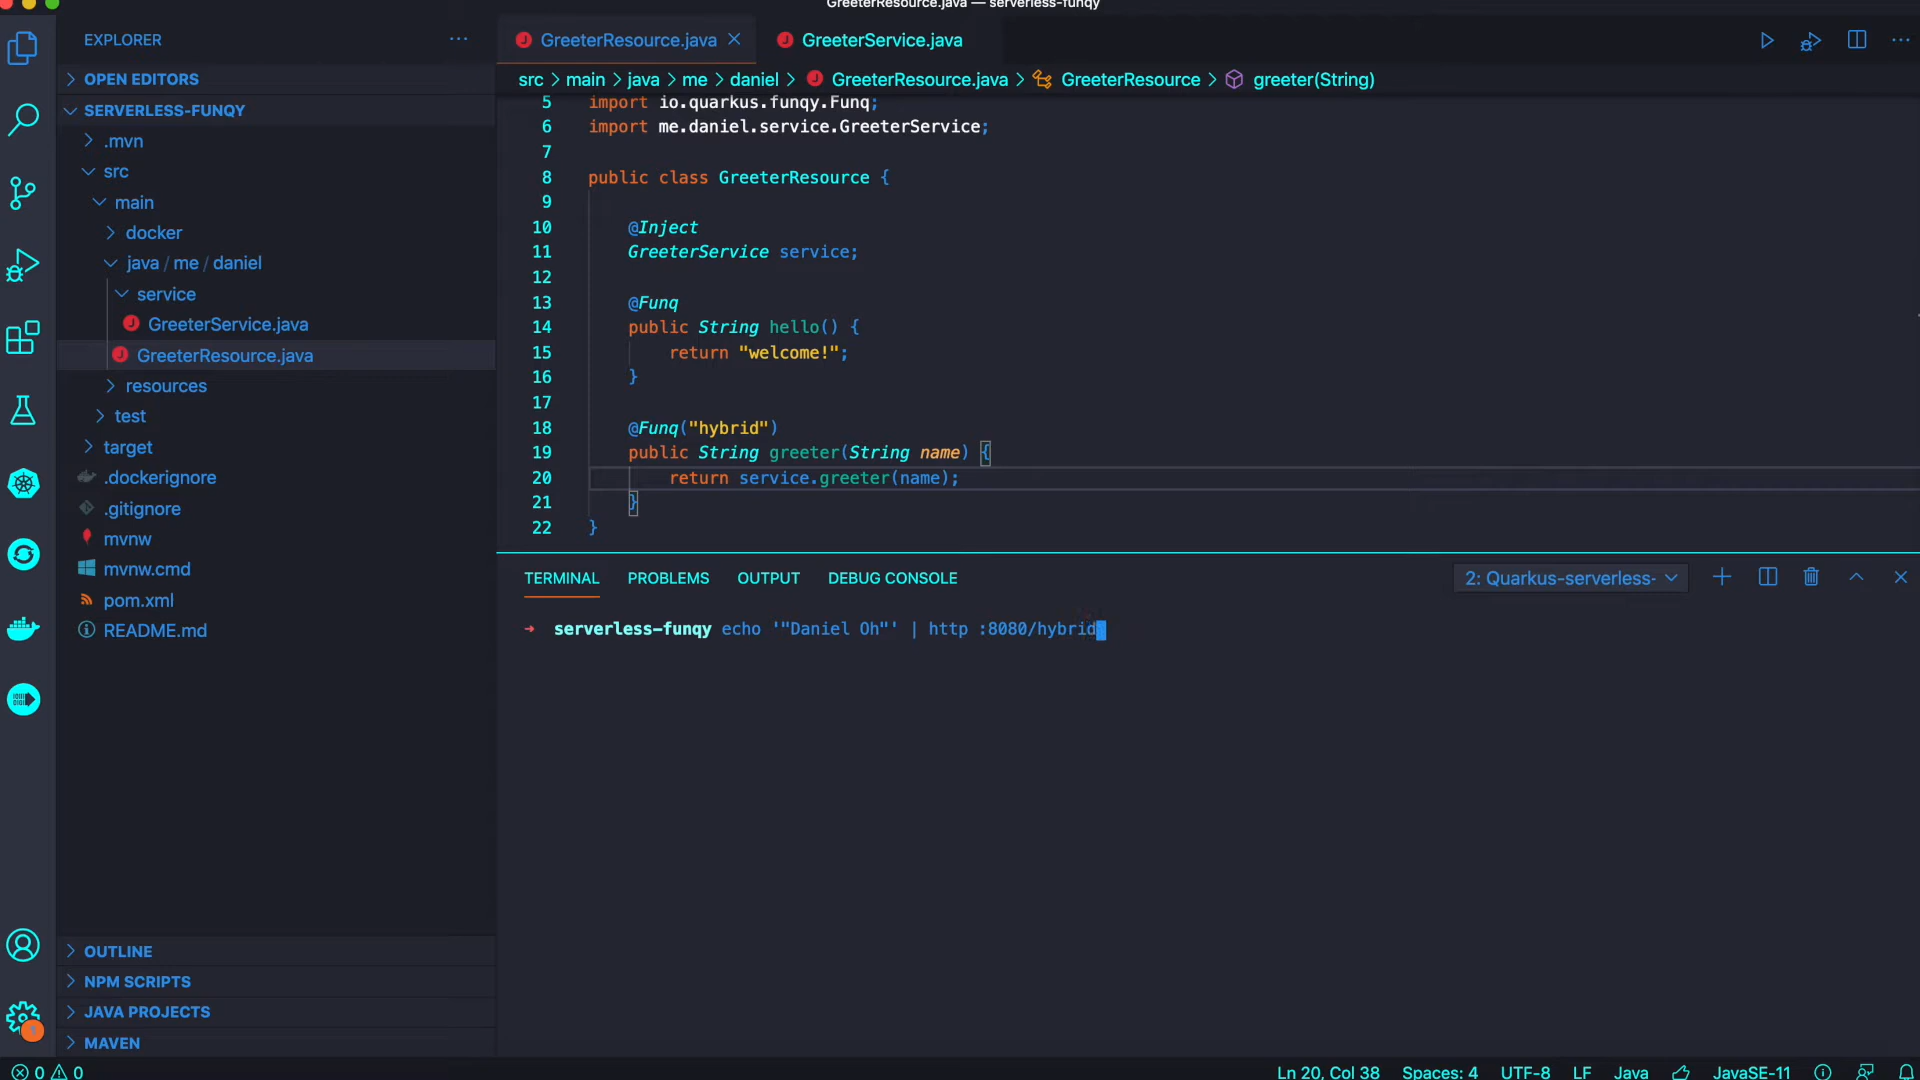 GreeterResource.java — serverless-funqy
EXPLORER
OPEN EDITORS
SERVERLESS-FUNQY
.mvn
src
main
docker
java / me / daniel
service
GreeterService.java
GreeterResource.java
resources
test
target
.dockerignore
.gitignore
mvnw
mvnw.cmd
pom.xml
README.md
OUTLINE
NPM SCRIPTS
JAVA PROJECTS
MAVEN
GreeterResource.java
GreeterService.java
src > main > java > me > daniel > GreeterResource.java > GreeterResource > greeter(String)
5 import io.quarkus.funqy.Funq;
6 import me.daniel.service.GreeterService;
7
8 public class GreeterResource {
9
10 @Inject
11 GreeterService service;
12
13 @Funq
14 public String hello() {
15 return "welcome!";
16 }
17
18 @Funq("hybrid")
19 public String greeter(String name) {
20 return service.greeter(name);
21 }
22 }
TERMINAL PROBLEMS OUTPUT DEBUG CONSOLE
2: Quarkus-serverless-
→ serverless-funqy echo '"Daniel Oh"' | http :8080/hybrid
0 0
Ln 20, Col 38 Spaces: 4 UTF-8 LF Java JavaSE-11